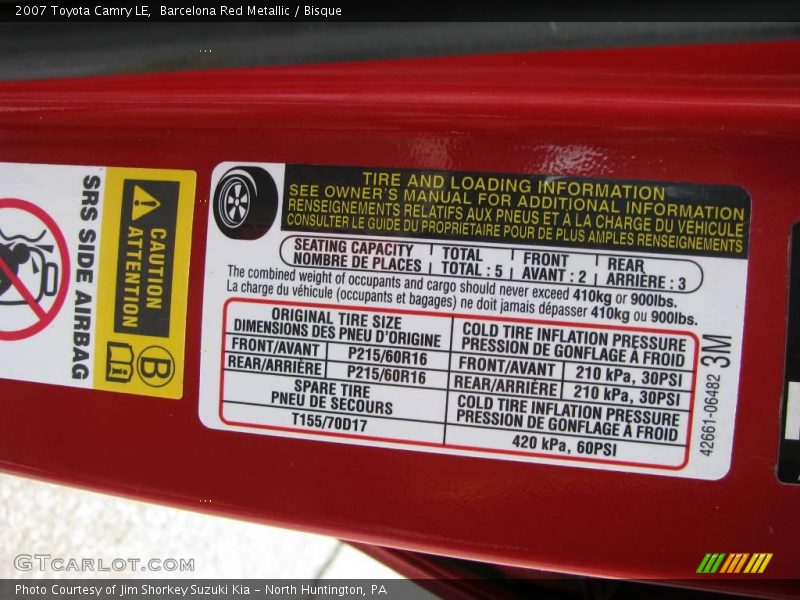 2007 Toyota Camry LE,  Barcelona Red Metallic / Bisque
SRS SIDE AIRBAG
CAUTION
ATTENTION
B
TIRE AND LOADING INFORMATION
SEE OWNER'S MANUAL FOR ADDITIONAL INFORMATION
RENSEIGNEMENTS RELATIFS AUX PNEUS ET À LA CHARGE DU VÉHICULE
CONSULTER LE GUIDE DU PROPRIETAIRE POUR DE PLUS AMPLES RENSEIGNEMENTS
SEATING CAPACITY | TOTAL | FRONT | REAR
NOMBRE DE PLACES | TOTAL : 5 | AVANT : 2 | ARRIÈRE : 3
The combined weight of occupants and cargo should never exceed 410kg or 900lbs.
La charge du véhicule (occupants et bagages) ne doit jamais dépasser 410kg ou 900lbs.
ORIGINAL TIRE SIZE
DIMENSIONS DES PNEU D'ORIGINE
FRONT/AVANT P215/60R16
REAR/ARRIÈRE P215/60R16
SPARE TIRE
PNEU DE SECOURS
T155/70D17
COLD TIRE INFLATION PRESSURE
PRESSION DE GONFLAGE À FROID
FRONT/AVANT 210 kPa, 30PSI
REAR/ARRIÈRE 210 kPa, 30PSI
COLD TIRE INFLATION PRESSURE
PRESSION DE GONFLAGE À FROID
420 kPa, 60PSI
42661-06482 3M
GTCARLOT.COM
Photo Courtesy of Jim Shorkey Suzuki Kia - North Huntington, PA